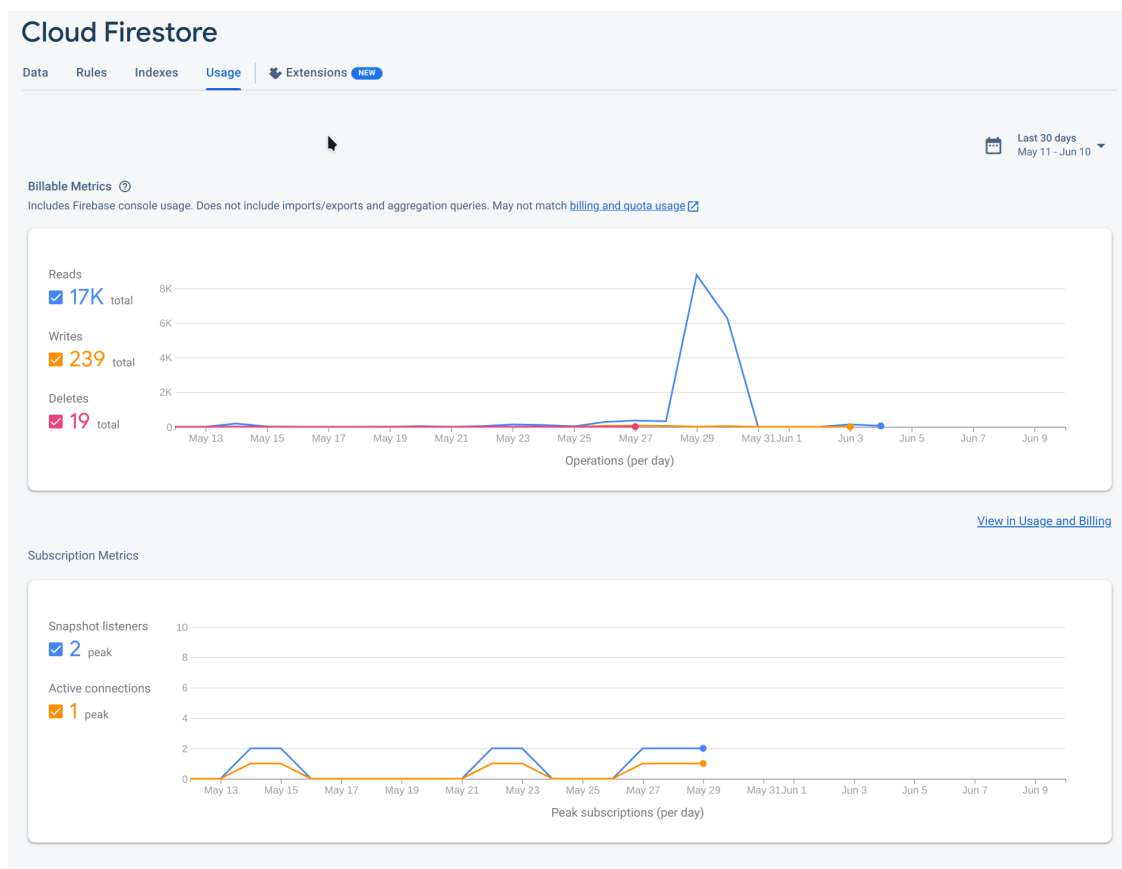 Cloud Firestore
Data Rules Indexes Usage Extensions NEW
Last 30 days
May 11 - Jun 10
Billable Metrics
Includes Firebase console usage. Does not include imports/exports and aggregation queries. May not match billing and quota usage
Reads
17K total
Writes
239 total
Deletes
19 total
8K
6K
4K
2K
0
May 13 May 15 May 17 May 19 May 21 May 23 May 25 May 27 May 29 May 31 Jun 1 Jun 3 Jun 5 Jun 7 Jun 9
Operations (per day)
View in Usage and Billing
Subscription Metrics
Snapshot listeners
2 peak
Active connections
1 peak
10
8
6
4
2
0
May 13 May 15 May 17 May 19 May 21 May 23 May 25 May 27 May 29 May 31 Jun 1 Jun 3 Jun 5 Jun 7 Jun 9
Peak subscriptions (per day)